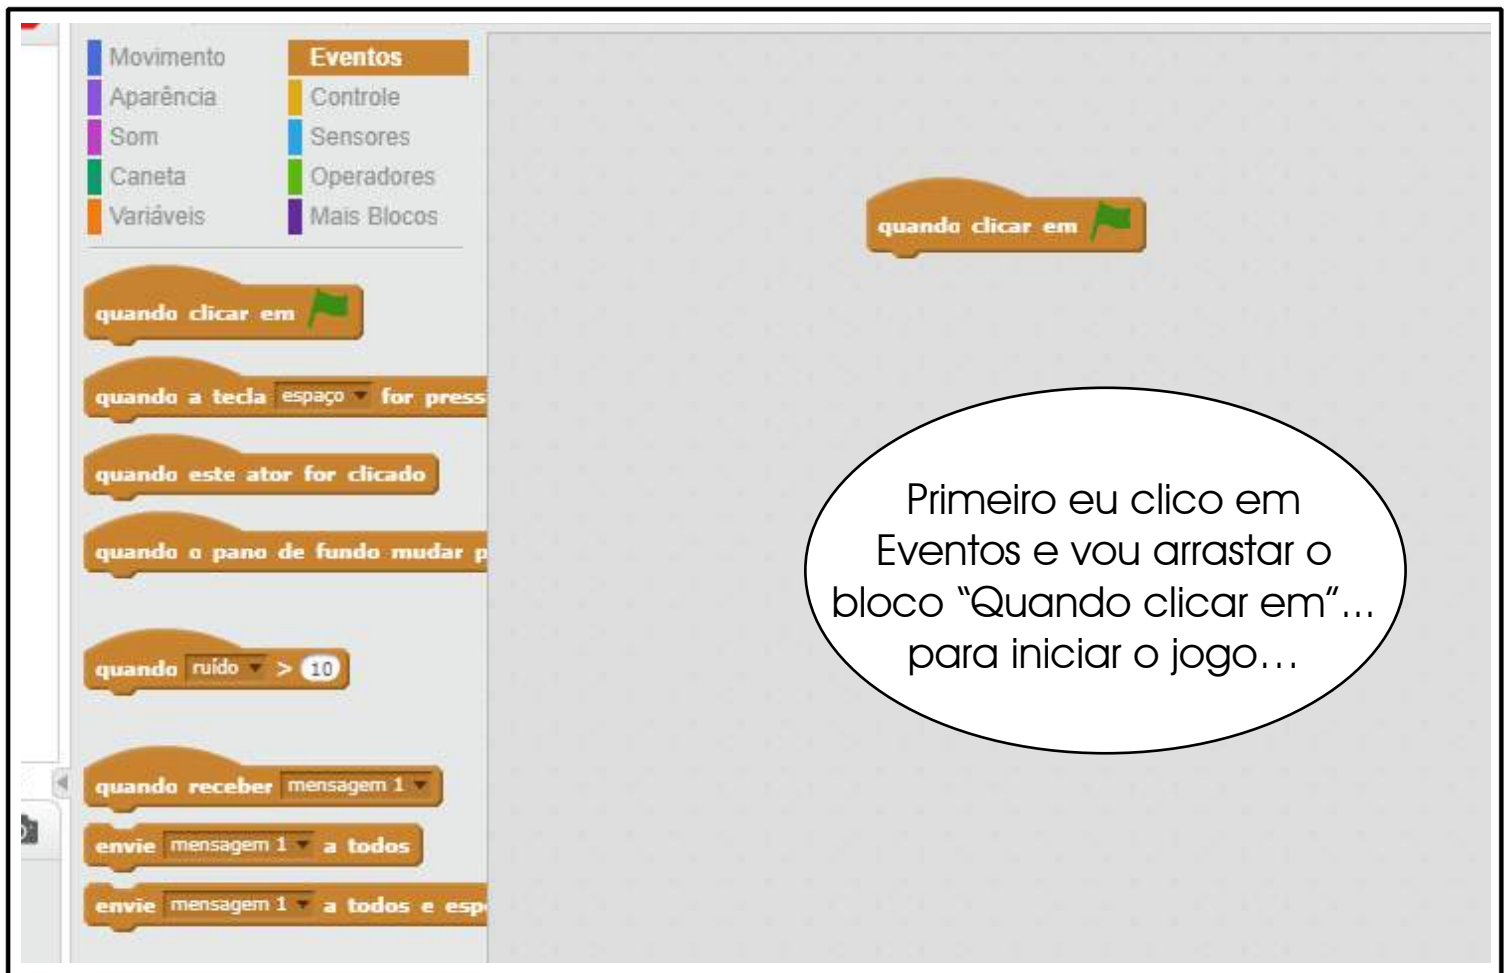 Movimento
Eventos
Aparência
Controle
Som
Sensores
Caneta
Operadores
Variáveis
Mais Blocos
quando clicar em
quando a tecla espaço for press
quando este ator for clicado
quando o pano de fundo mudar p
quando ruído > 10
quando receber mensagem 1
envie mensagem 1 a todos
envie mensagem 1 a todos e esp
quando clicar em
Primeiro eu clico em
Eventos e vou arrastar o
bloco “Quando clicar em”...
para iniciar o jogo...